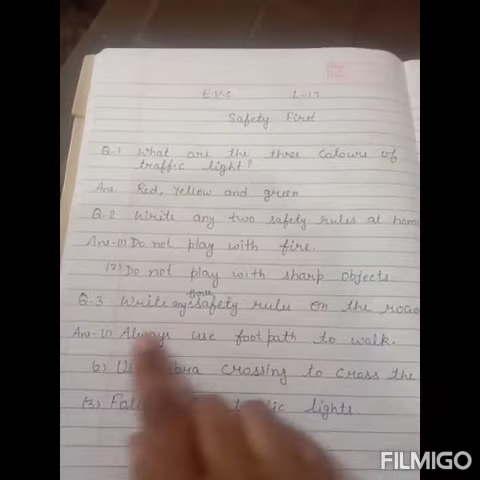 E.V.S L-17
Safety First
Q.1 What are the three colours of
traffic light?
Ans Red, Yellow and green
Q.2 Write any two safety rules at home
Ans-(1) Do not play with fire.
(2) Do not play with sharp objects
three
Q.3 Write any safety rules on the road
Ans-(1) Always use footpath to walk.
crossing to cross the
(3) lights
FILMIGO